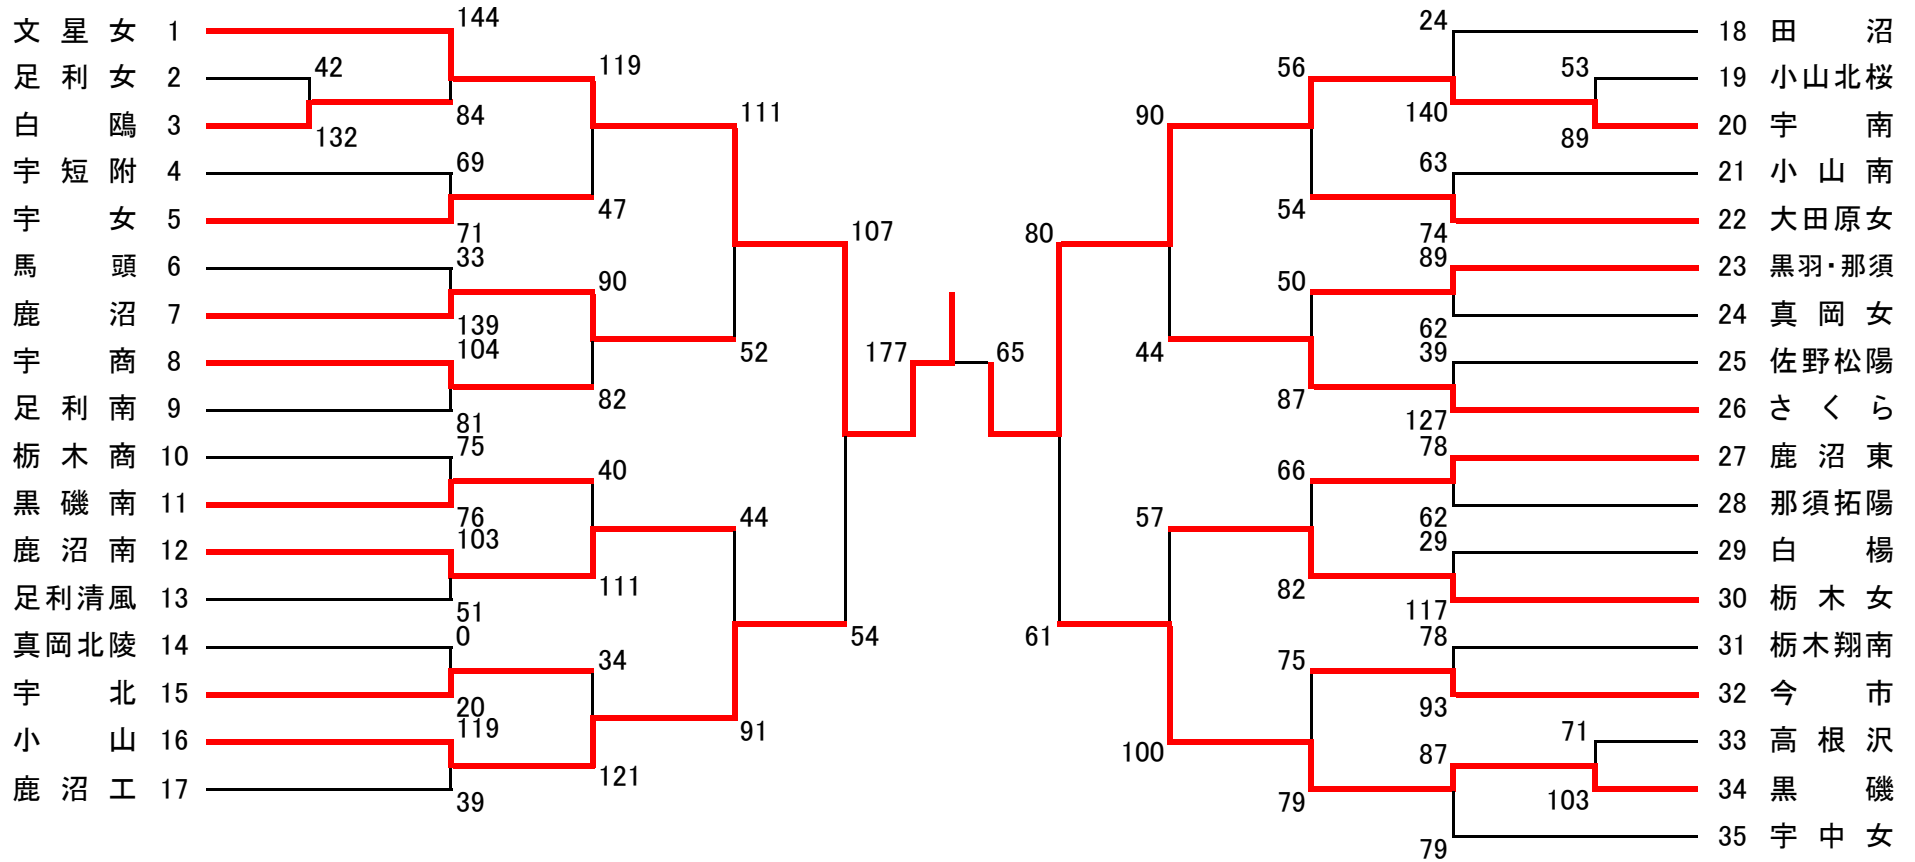 文星女 1
足利女 2
白鴎 3
宇短附 4
宇女 5
馬頭 6
鹿沼 7
宇商 8
足利南 9
栃木商 10
黒磯南 11
鹿沼南 12
足利清風 13
真岡北陵 14
宇北 15
小山 16
鹿沼工 17
42
132
144
84
69
71
33
139
104
81
75
76
103
51
0
20
119
39
119
47
90
82
40
111
34
121
111
52
44
91
107
54
177
65
80
61
90
44
57
100
56
54
50
87
66
82
75
79
24
140
63
74
89
62
39
127
78
62
29
117
78
93
87
79
53
89
71
103
18 田沼
19 小山北桜
20 宇南
21 小山南
22 大田原女
23 黒羽・那須
24 真岡女
25 佐野松陽
26 さくら
27 鹿沼東
28 那須拓陽
29 白楊
30 栃木女
31 栃木翔南
32 今市
33 高根沢
34 黒磯
35 宇中女